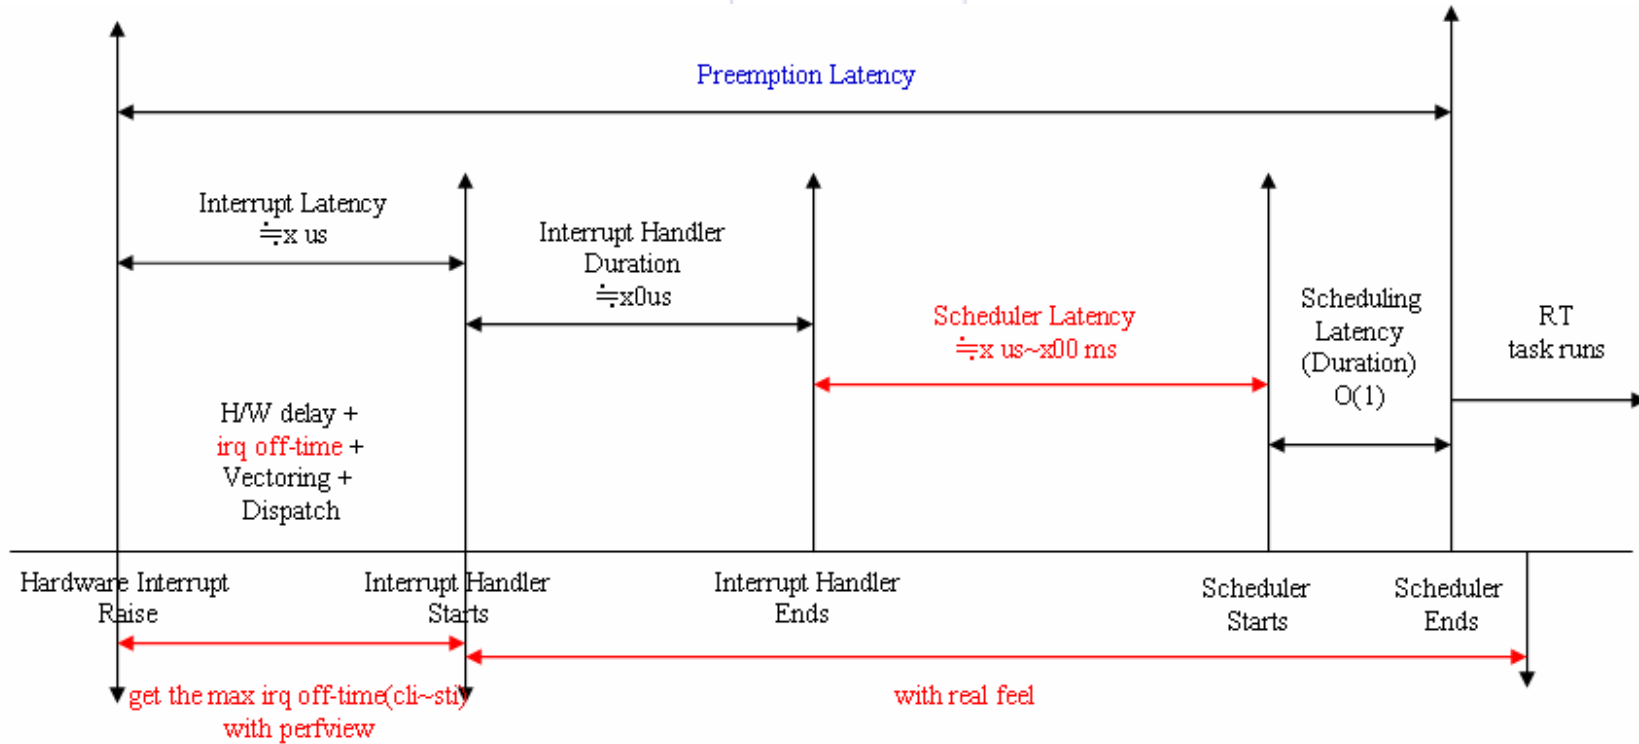 Preemption Latency
Interrupt Latency
≒x us
Interrupt Handler
Duration
≒x0us
Scheduler Latency
≒x us~x00 ms
Scheduling
Latency
(Duration)
O(1)
RT
task runs
H/W delay +
irq off-time +
Vectoring +
Dispatch
Hardware Interrupt
Raise
Interrupt Handler
Starts
Interrupt Handler
Ends
Scheduler
Starts
Scheduler
Ends
get the max irq off-time(cli~sti)
with perfview
with real feel